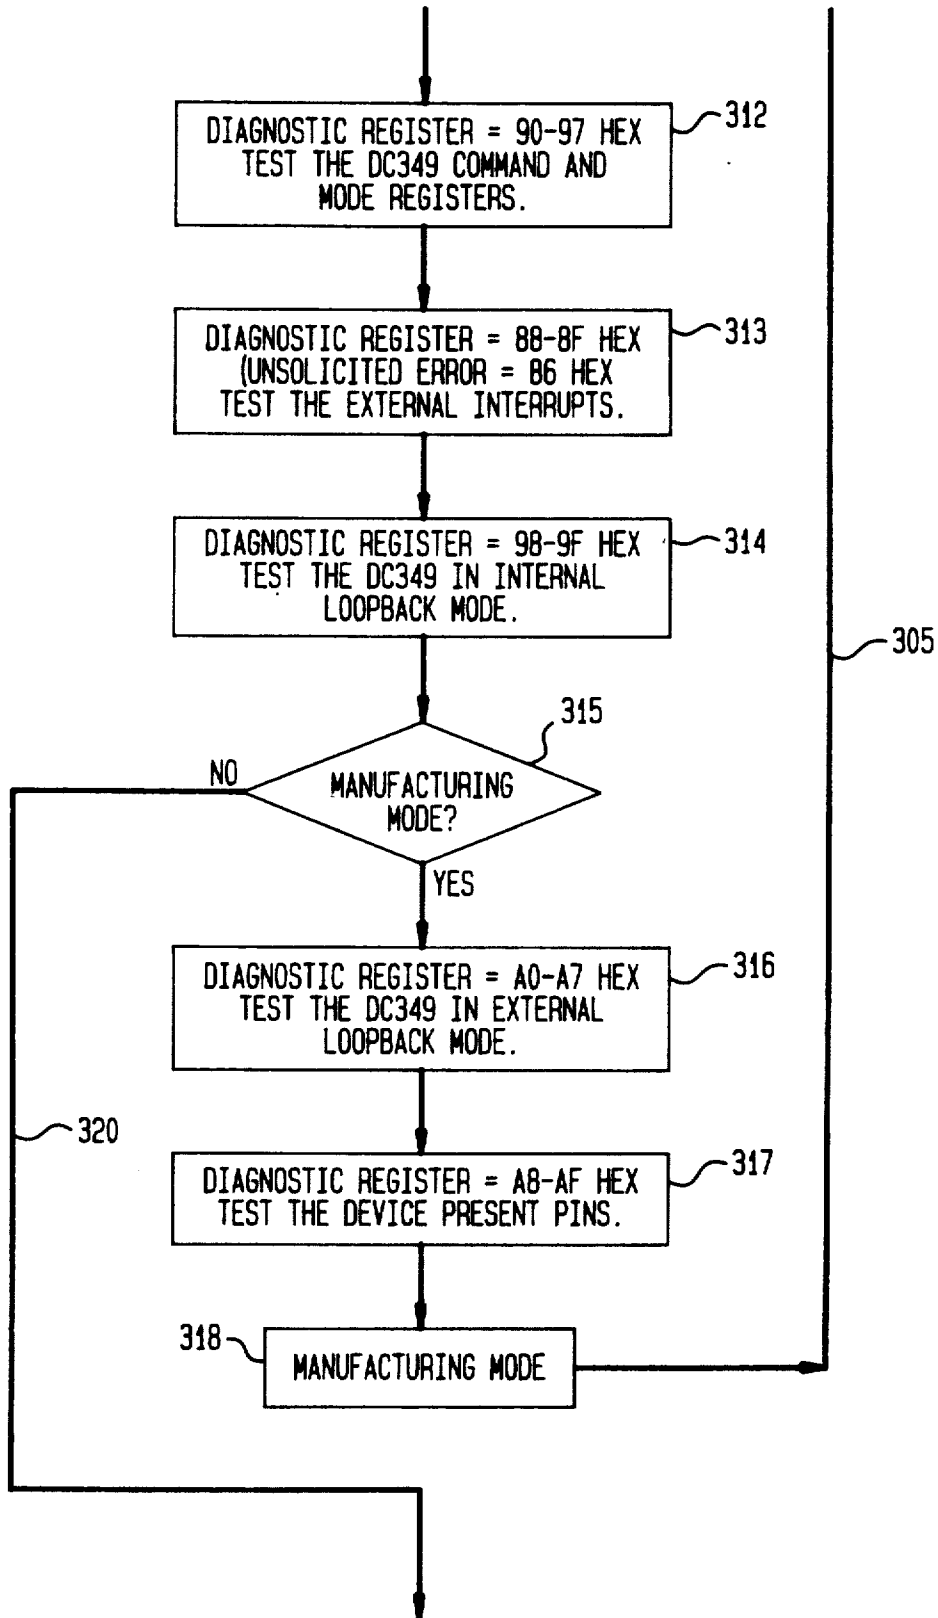 DIAGNOSTIC REGISTER = 90-97 HEX
TEST THE DC349 COMMAND AND
MODE REGISTERS.
312
DIAGNOSTIC REGISTER = 88-8F HEX
(UNSOLICITED ERROR = 86 HEX
TEST THE EXTERNAL INTERRUPTS.
313
DIAGNOSTIC REGISTER = 98-9F HEX
TEST THE DC349 IN INTERNAL
LOOPBACK MODE.
314
305
315
NO
MANUFACTURING
MODE?
YES
DIAGNOSTIC REGISTER = A0-A7 HEX
TEST THE DC349 IN EXTERNAL
LOOPBACK MODE.
316
320
DIAGNOSTIC REGISTER = A8-AF HEX
TEST THE DEVICE PRESENT PINS.
317
318
MANUFACTURING MODE